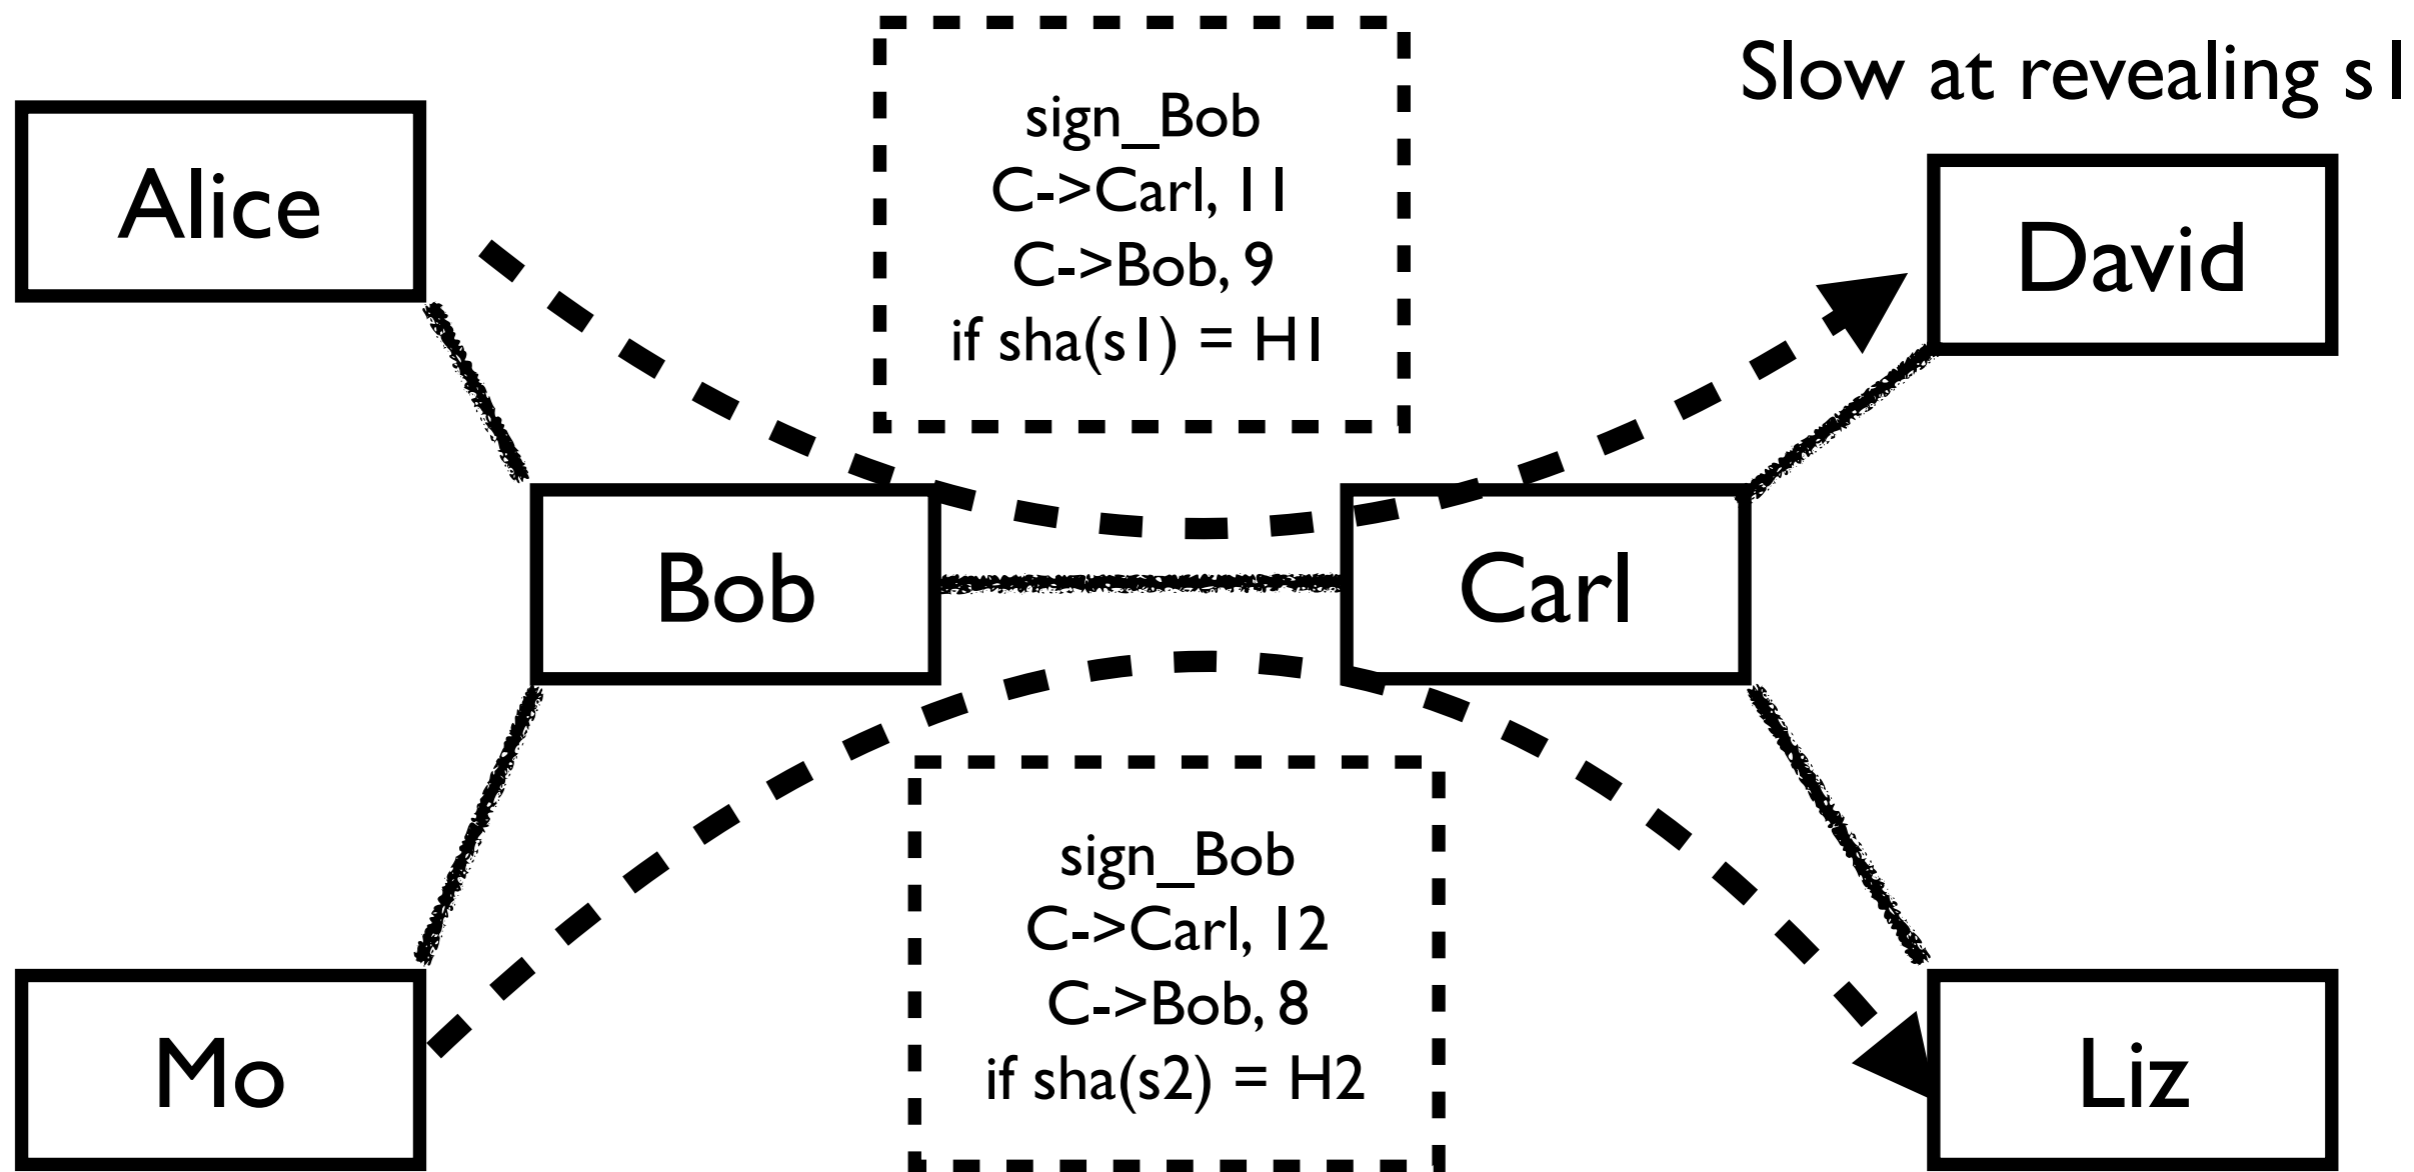 Slow at revealing s1
Alice
sign_Bob
C->Carl, 11
C->Bob, 9
if sha(s1) = H1
David
Bob
Carl
sign_Bob
C->Carl, 12
C->Bob, 8
if sha(s2) = H2
Mo
Liz